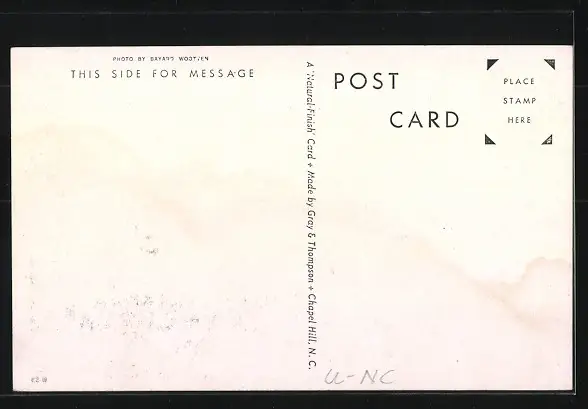 PHOTO BY BAYARD WOOTTEN
THIS SIDE FOR MESSAGE
A 'Natural-Finish' Card + Made by Gray & Thompson + Chapel Hill, N. C.
POST
CARD
PLACE
STAMP
HERE
U-NC